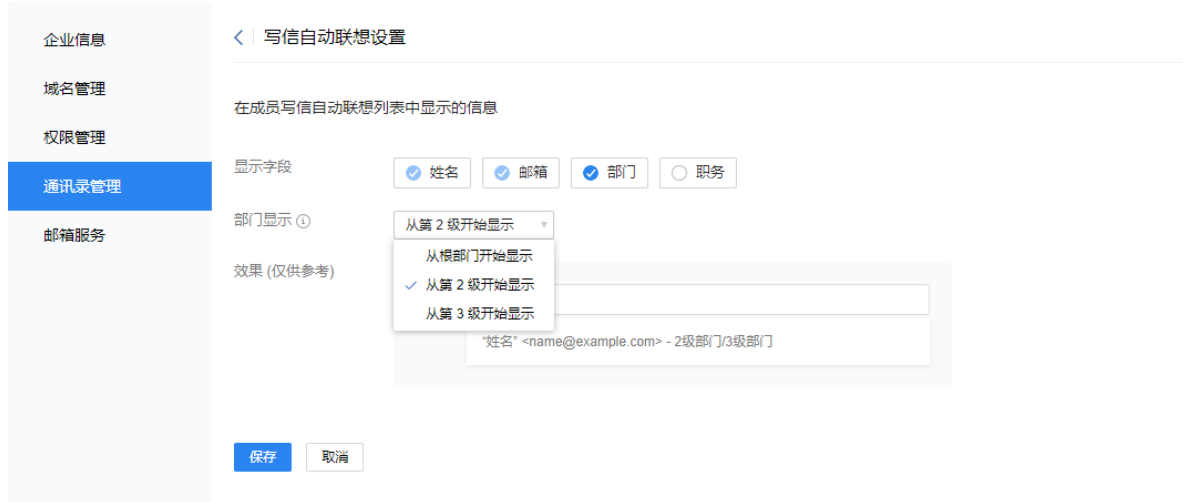 企业信息
域名管理
权限管理
通讯录管理
邮箱服务
写信自动联想设置
在成员写信自动联想列表中显示的信息
显示字段
姓名 邮箱 部门 职务
部门显示
从第 2 级开始显示
从根部门开始显示
从第 2 级开始显示
从第 3 级开始显示
效果 (仅供参考)
“姓名” <name@example.com> - 2级部门/3级部门
保存 取消